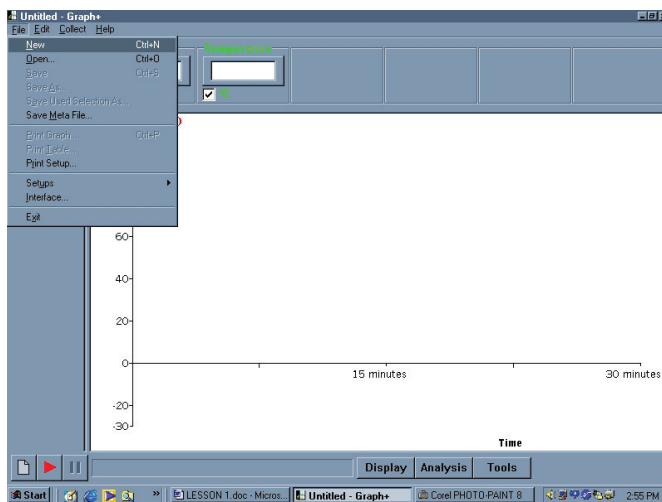 Untitled - Graph+
File Edit Collect Help
New Ctrl+N
Open... Ctrl+O
Save Ctrl+S
Save As...
Save Used Selection As...
Save Meta File...
Print Graph... Ctrl+P
Print Table...
Print Setup...
Setups
Interface...
Exit
Temperature
60
40
20
0
-20
-30
15 minutes
30 minutes
Time
Display Analysis Tools
Start » LESSON 1.doc - Micros... Untitled - Graph+ Corel PHOTO-PAINT 8 2:55 PM